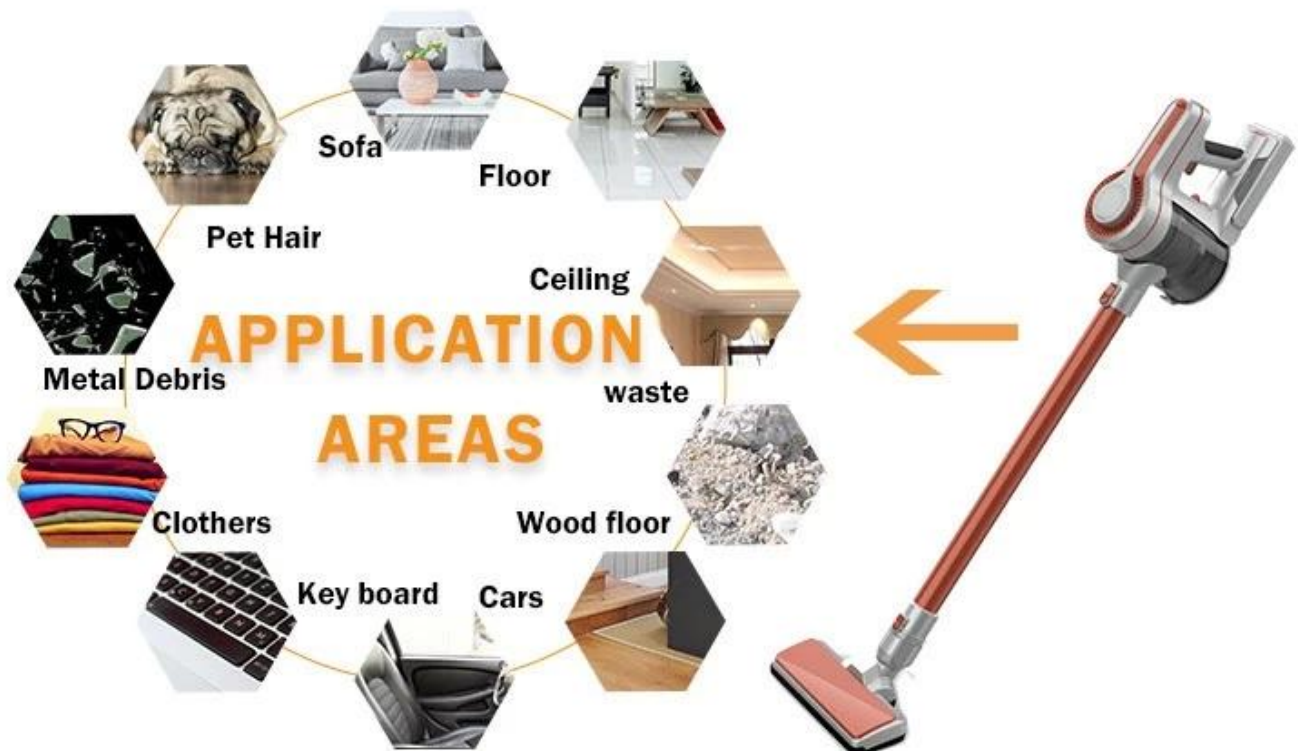 Sofa
Floor
Pet Hair
Ceiling
APPLICATION
Metal Debris
waste
AREAS
Clothers
Wood floor
Key board
Cars